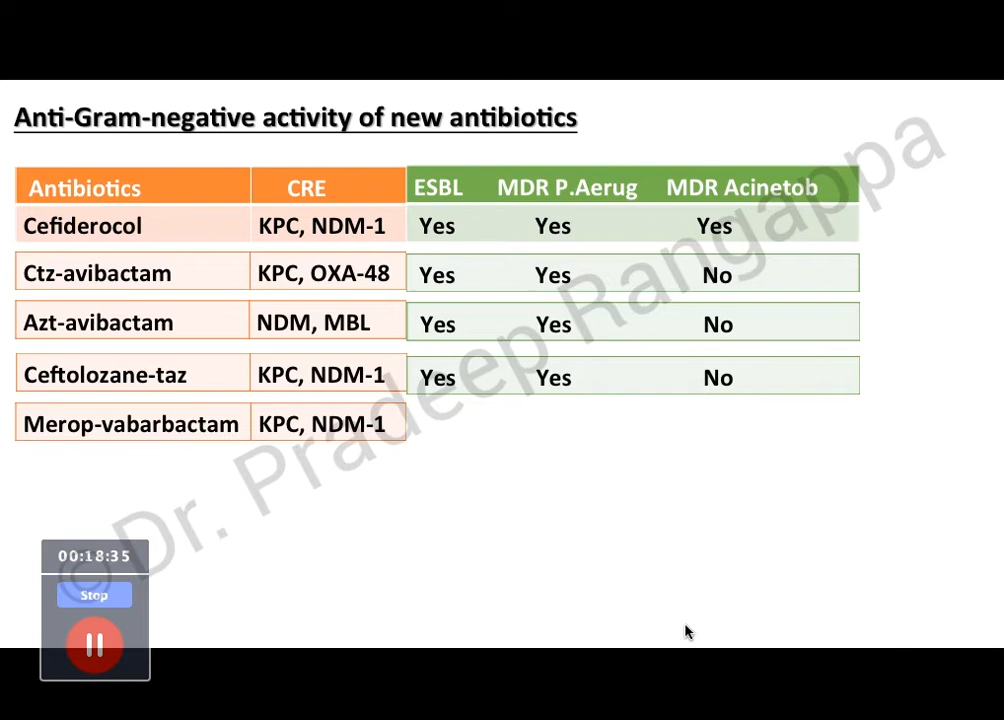 Anti-Gram-negative activity of new antibiotics
Antibiotics CRE ESBL MDR P.Aerug MDR Acinetob
Cefiderocol KPC, NDM-1 Yes Yes Yes
Ctz-avibactam KPC, OXA-48 Yes Yes No
Azt-avibactam NDM, MBL Yes Yes No
Ceftolozane-taz KPC, NDM-1 Yes Yes No
Merop-vabarbactam KPC, NDM-1
©Dr. Pradeep Rangappa
00:18:35
Stop